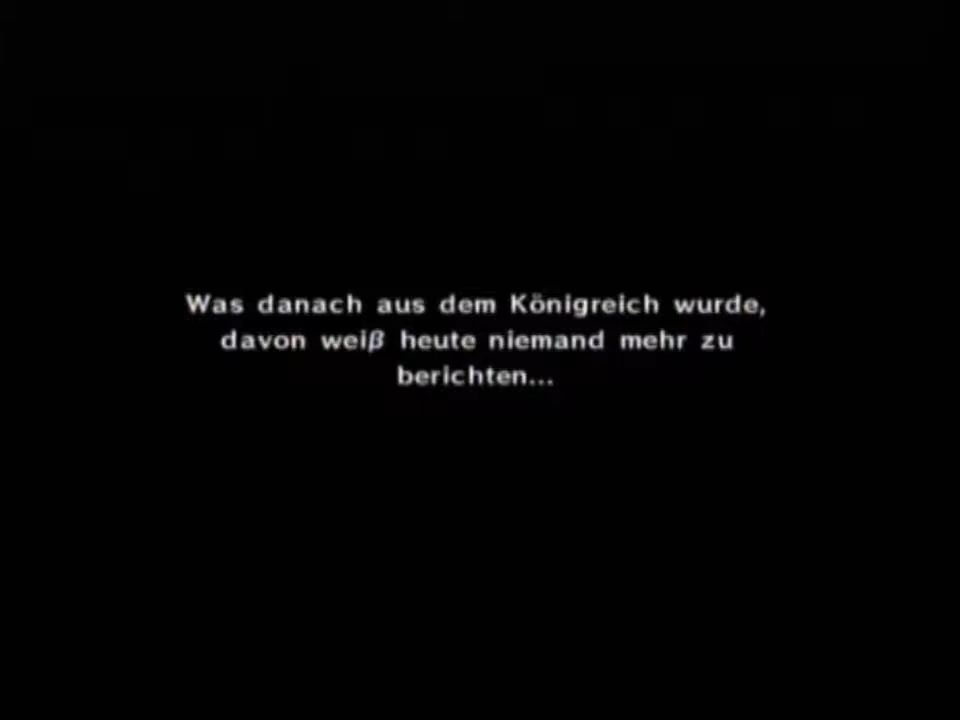 Was danach aus dem Königreich wurde,
davon weiß heute niemand mehr zu
berichten...